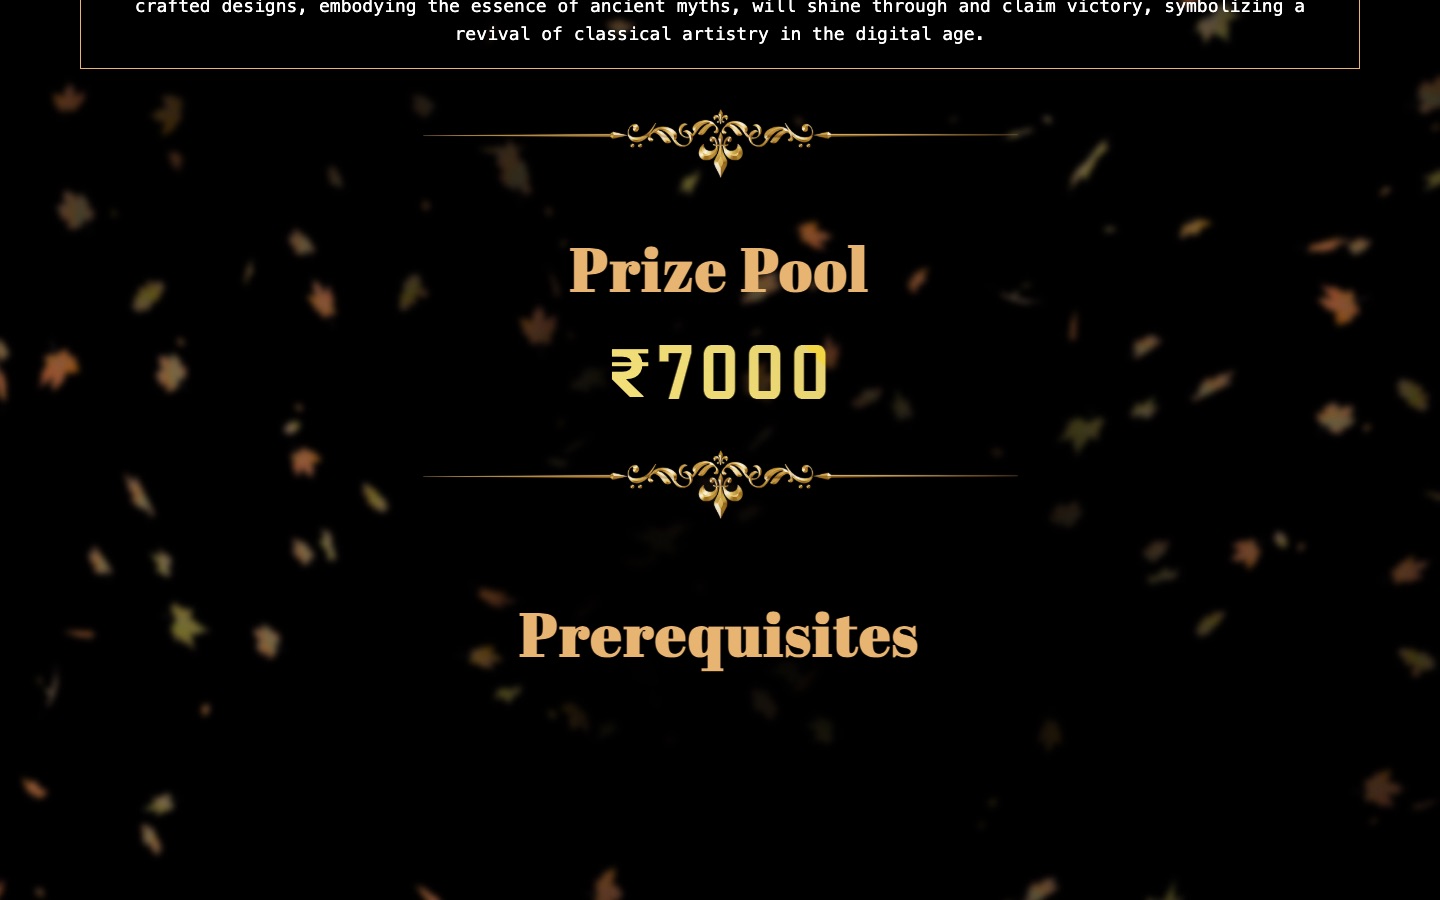 crafted designs, embodying the essence of ancient myths, will shine through and claim victory, symbolizing a
revival of classical artistry in the digital age.
Prize Pool
₹7000
Prerequisites